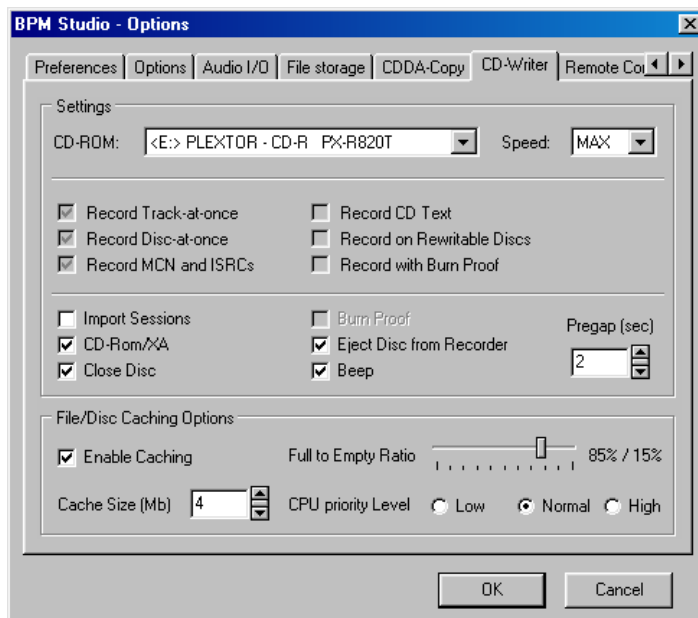 BPM Studio - Options
Preferences Options Audio I/O File storage CDDA-Copy CD-Writer Remote Co
Settings
CD-ROM: <E:> PLEXTOR - CD-R PX-R820T Speed: MAX
Record Track-at-once Record CD Text
Record Disc-at-once Record on Rewritable Discs
Record MCN and ISRCs Record with Burn Proof
Import Sessions Burn Proof Pregap (sec)
CD-Rom/XA Eject Disc from Recorder 2
Close Disc Beep
File/Disc Caching Options
Enable Caching Full to Empty Ratio 85% / 15%
Cache Size (Mb) 4 CPU priority Level Low Normal High
OK Cancel